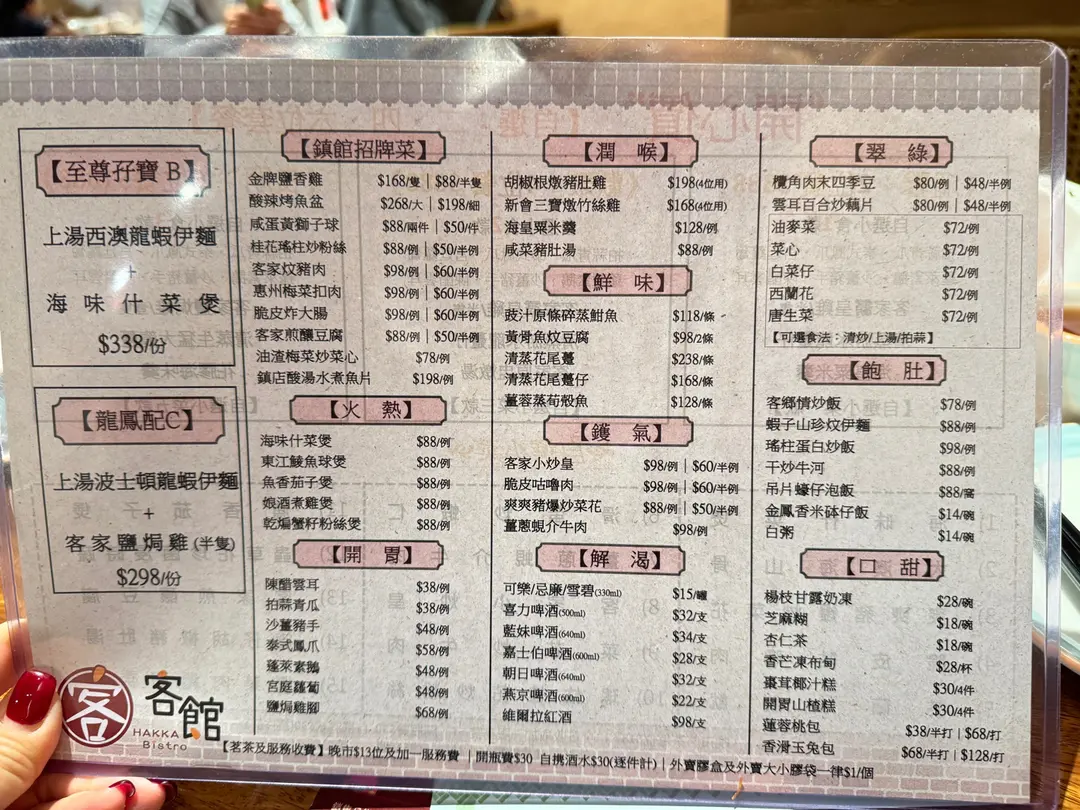 【至尊孖寶 B】
上湯西澳龍蝦伊麵
+
海味什菜煲
$338/份
【龍鳳配C】
上湯波士頓龍蝦伊麵
+
客家鹽焗雞(半隻)
$298/份
客
客館
HAKKA
Bistro
【鎮館招牌菜】
金牌鹽香雞 $168/隻 | $88/半隻
酸辣烤魚盆 $268/大 | $198/細
咸蛋黃獅子球 $88/兩件 | $50/件
桂花瑤柱炒粉絲 $88/例 | $50/半例
客家炆豬肉 $98/例 | $60/半例
惠州梅菜扣肉 $98/例 | $60/半例
脆皮炸大腸 $98/例 | $60/半例
客家煎釀豆腐 $88/例 | $50/半例
油渣梅菜炒菜心 $78/例
鎮店酸湯水煮魚片 $198/例
【火熱】
海味什菜煲 $88/例
東江鯪魚球煲 $88/例
魚香茄子煲 $88/例
娘酒煮雞煲 $88/例
乾煸蟹籽粉絲煲 $88/例
【開胃】
陳醋雲耳 $38/例
拍蒜青瓜 $38/例
沙薑豬手 $48/例
泰式鳳爪 $58/例
蓬萊素鵝 $48/例
宮庭蘿蔔 $48/例
鹽焗雞腳 $68/例
【潤喉】
胡椒根燉豬肚雞 $198(4位用)
新會三寶燉竹絲雞 $168(4位用)
海皇粟米羹 $128/例
咸菜豬肚湯 $88/例
【鮮味】
豉汁原條碎蒸鮒魚 $118/條
黃骨魚炆豆腐 $98/2條
清蒸花尾躉 $238/條
清蒸花尾躉仔 $168/條
薑蓉蒸荀殼魚 $128/條
【鑊氣】
客家小炒皇 $98/例 | $60/半例
脆皮咕嚕肉 $98/例 | $60/半例
爽爽豬爆炒菜花 $88/例 | $50/半例
薑蔥蜆介牛肉 $98/例
【解渴】
可樂/忌廉/雪碧(330ml) $15/罐
喜力啤酒(500ml) $32/支
藍妹啤酒(640ml) $34/支
嘉士伯啤酒(600ml) $28/支
朝日啤酒(640ml) $32/支
燕京啤酒(600ml) $22/支
維爾拉紅酒 $98/支
【翠綠】
欖角肉末四季豆 $80/例 | $48/半例
雲耳百合炒藕片 $80/例 | $48/半例
油麥菜 $72/例
菜心 $72/例
白菜仔 $72/例
西蘭花 $72/例
唐生菜 $72/例
【可選食法：清炒/上湯/拍蒜】
【飽肚】
客鄉情炒飯 $78/例
蝦子山珍炆伊麵 $88/例
瑤柱蛋白炒飯 $98/例
干炒牛河 $88/例
吊片蠔仔泡飯 $88/窩
金鳳香米砵仔飯 $14/碗
白粥 $14/碗
【口甜】
楊枝甘露奶凍 $28/碗
芝麻糊 $18/碗
杏仁茶 $18/碗
香芒凍布甸 $28/杯
棗茸椰汁糕 $30/4件
開胃山楂糕 $30/4件
蓮蓉桃包 $38/半打 | $68/打
香滑玉兔包 $68/半打 | $128/打
【茗茶及服務收費】晚市$13位及加一服務費 | 開瓶費$30 自携酒水$30(逐件計) | 外賣膠盒及外賣大小膠袋一律$1/個